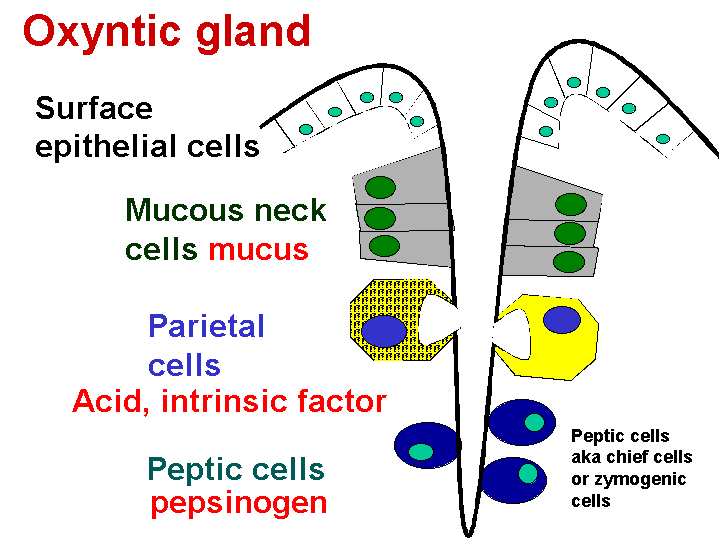 Oxyntic gland
Surface
epithelial cells
Mucous neck
cells mucus
Parietal
cells
Acid, intrinsic factor
Peptic cells
pepsinogen
Peptic cells
aka chief cells
or zymogenic
cells